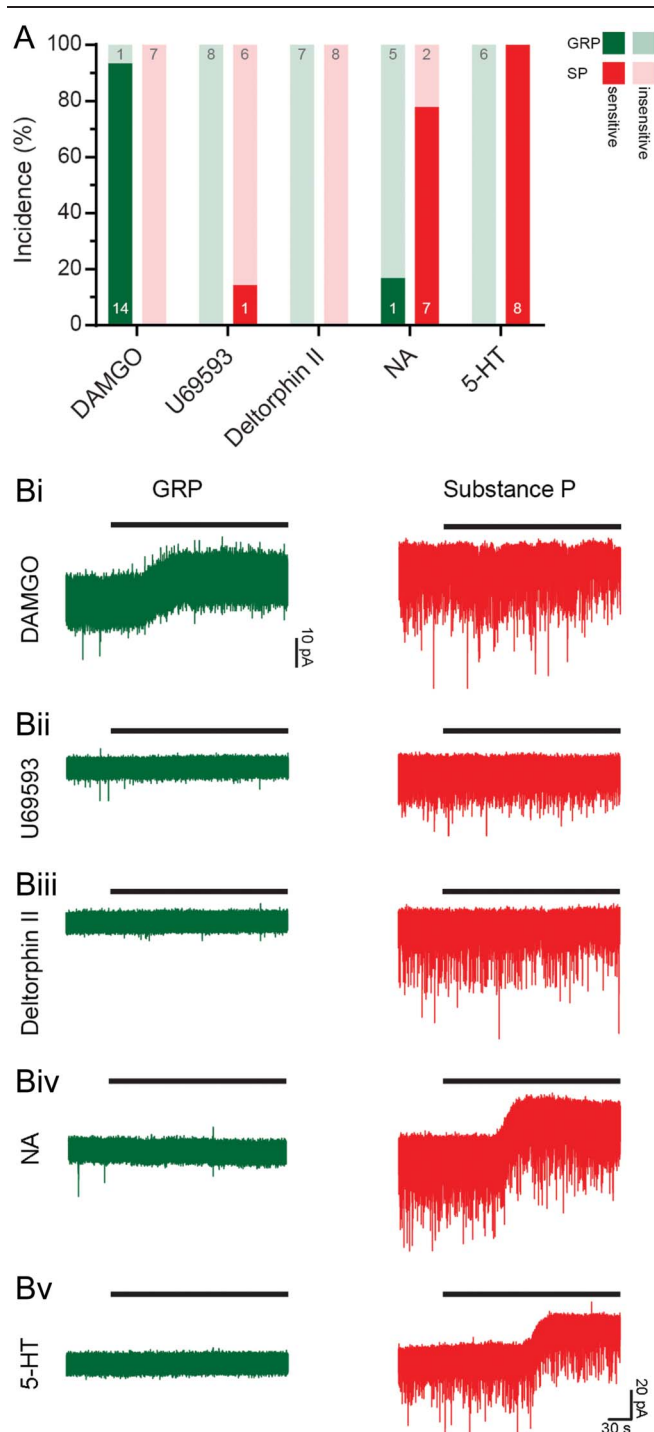 A
100
80
60
40
20
0
Incidence (%)
1 7 8 6 7 8 5 2 6
14 1 1 7 8
DAMGO
U69593
Deltorphin II
NA
5-HT
GRP
SP
sensitive
insensitive
Bi
GRP
Substance P
DAMGO
10 pA
Bii
U69593
Biii
Deltorphin II
Biv
NA
Bv
5-HT
20 pA
30 s